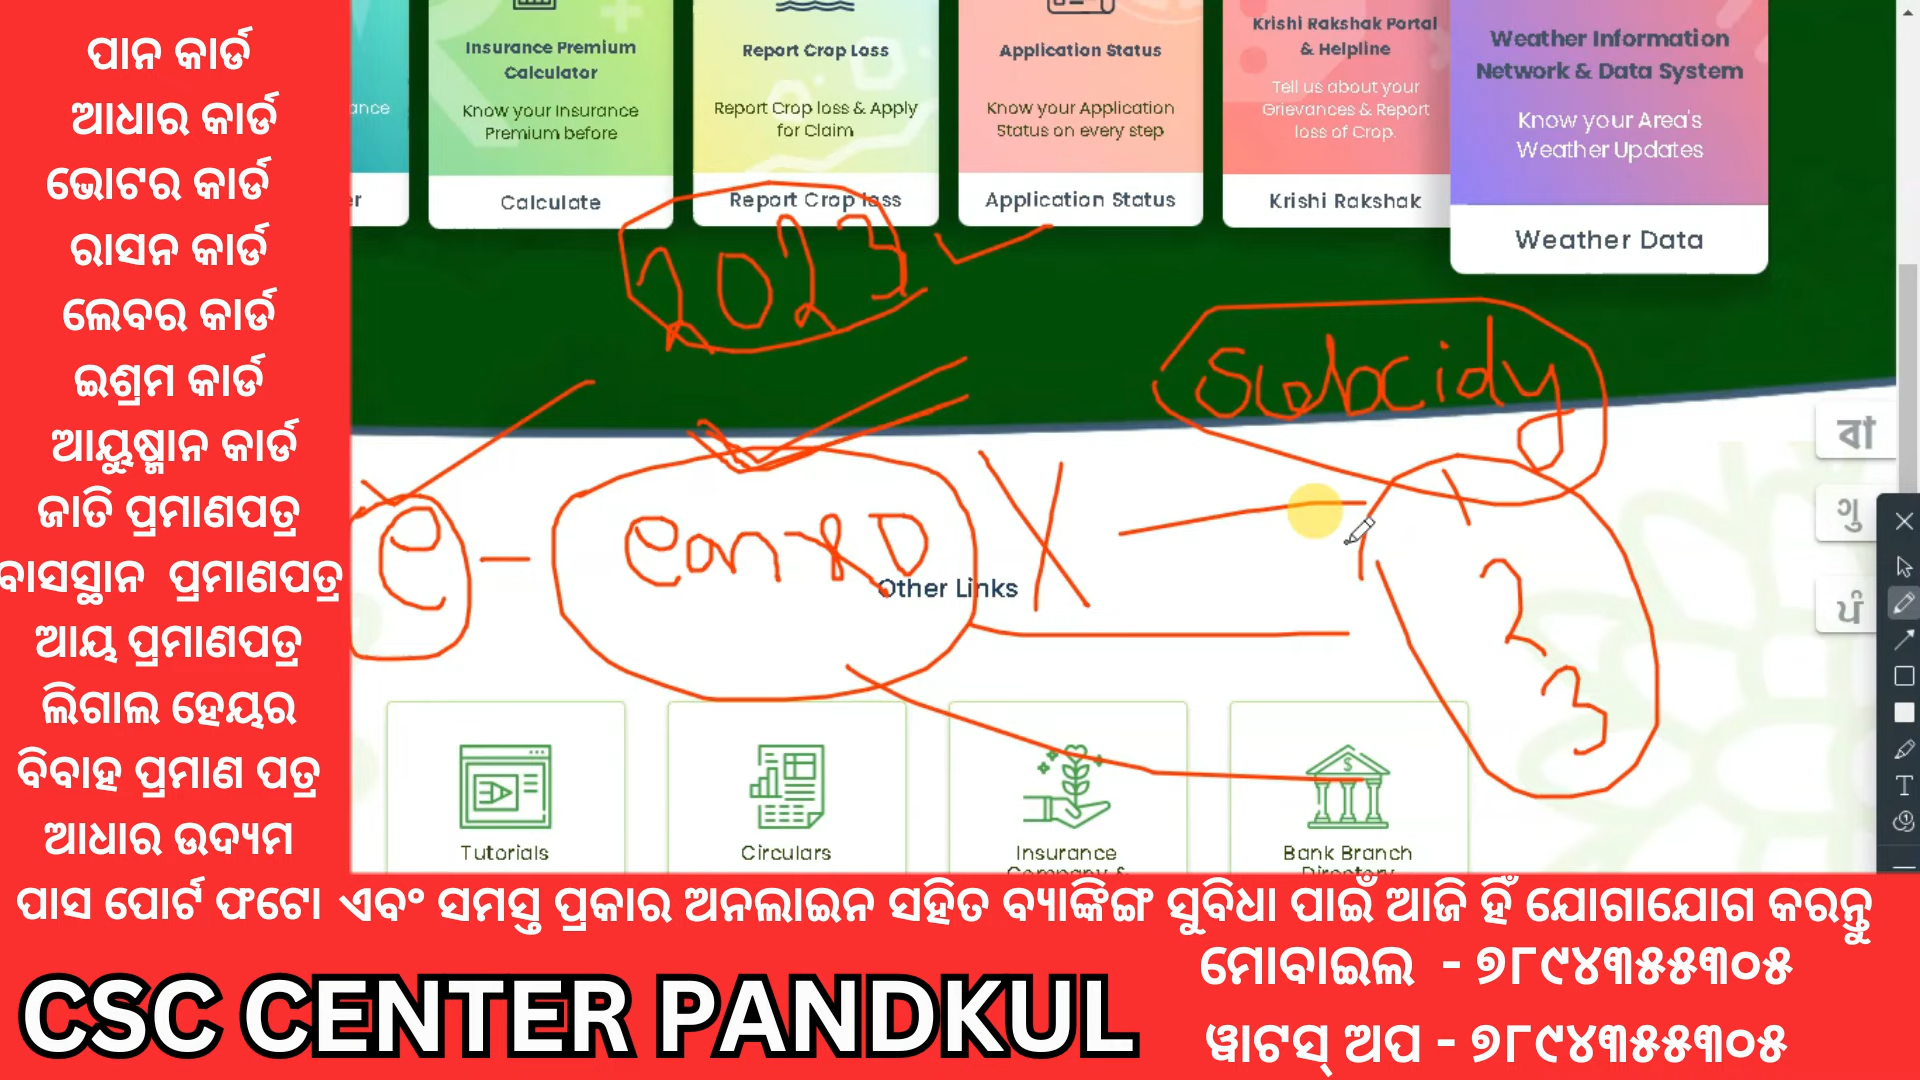 ପାନ କାର୍ଡ
ଆଧାର କାର୍ଡ
ଭୋଟର କାର୍ଡ
ରାସନ କାର୍ଡ
ଲେବର କାର୍ଡ
ଇଶ୍ରମ କାର୍ଡ
ଆୟୁଷ୍ମାନ କାର୍ଡ
ଜାତି ପ୍ରମାଣପତ୍ର
ବାସସ୍ଥାନ ପ୍ରମାଣପତ୍ର
ଆୟ ପ୍ରମାଣପତ୍ର
ଲିଗାଲ ହେୟର
ବିବାହ ପ୍ରମାଣ ପତ୍ର
ଆଧାର ଉଦ୍ୟମ
Insurance Premium
Calculator
Know your Insurance
Premium before
Calculate
Report Crop Loss
Report Crop loss & Apply
for Claim
Report Crop loss
Application Status
Know your Application
Status on every step
Application Status
Krishi Rakshak Portal
& Helpline
Tell us about your
Grievances & Report
loss of Crop.
Krishi Rakshak
Weather Information
Network & Data System
Know your Area's
Weather Updates
Weather Data
2023
Subcidy
e -
X
2
3
Other Links
বা
ગુ
ਪੰ
Tutorials
Circulars
Insurance
Company &
Bank Branch
Directory
ପାସ ପୋର୍ଟ ଫଟୋ ଏବଂ ସମସ୍ତ ପ୍ରକାର ଅନଲାଇନ ସହିତ ବ୍ୟାଙ୍କିଙ୍ଗ ସୁବିଧା ପାଇଁ ଆଜି ହିଁ ଯୋଗାଯୋଗ କରନ୍ତୁ
CSC CENTER PANDKUL
ମୋବାଇଲ - ୭୮୯୪୩୫୫୩୦୫
ୱାଟସ୍ ଅପ - ୭୮୯୪୩୫୫୩୦୫